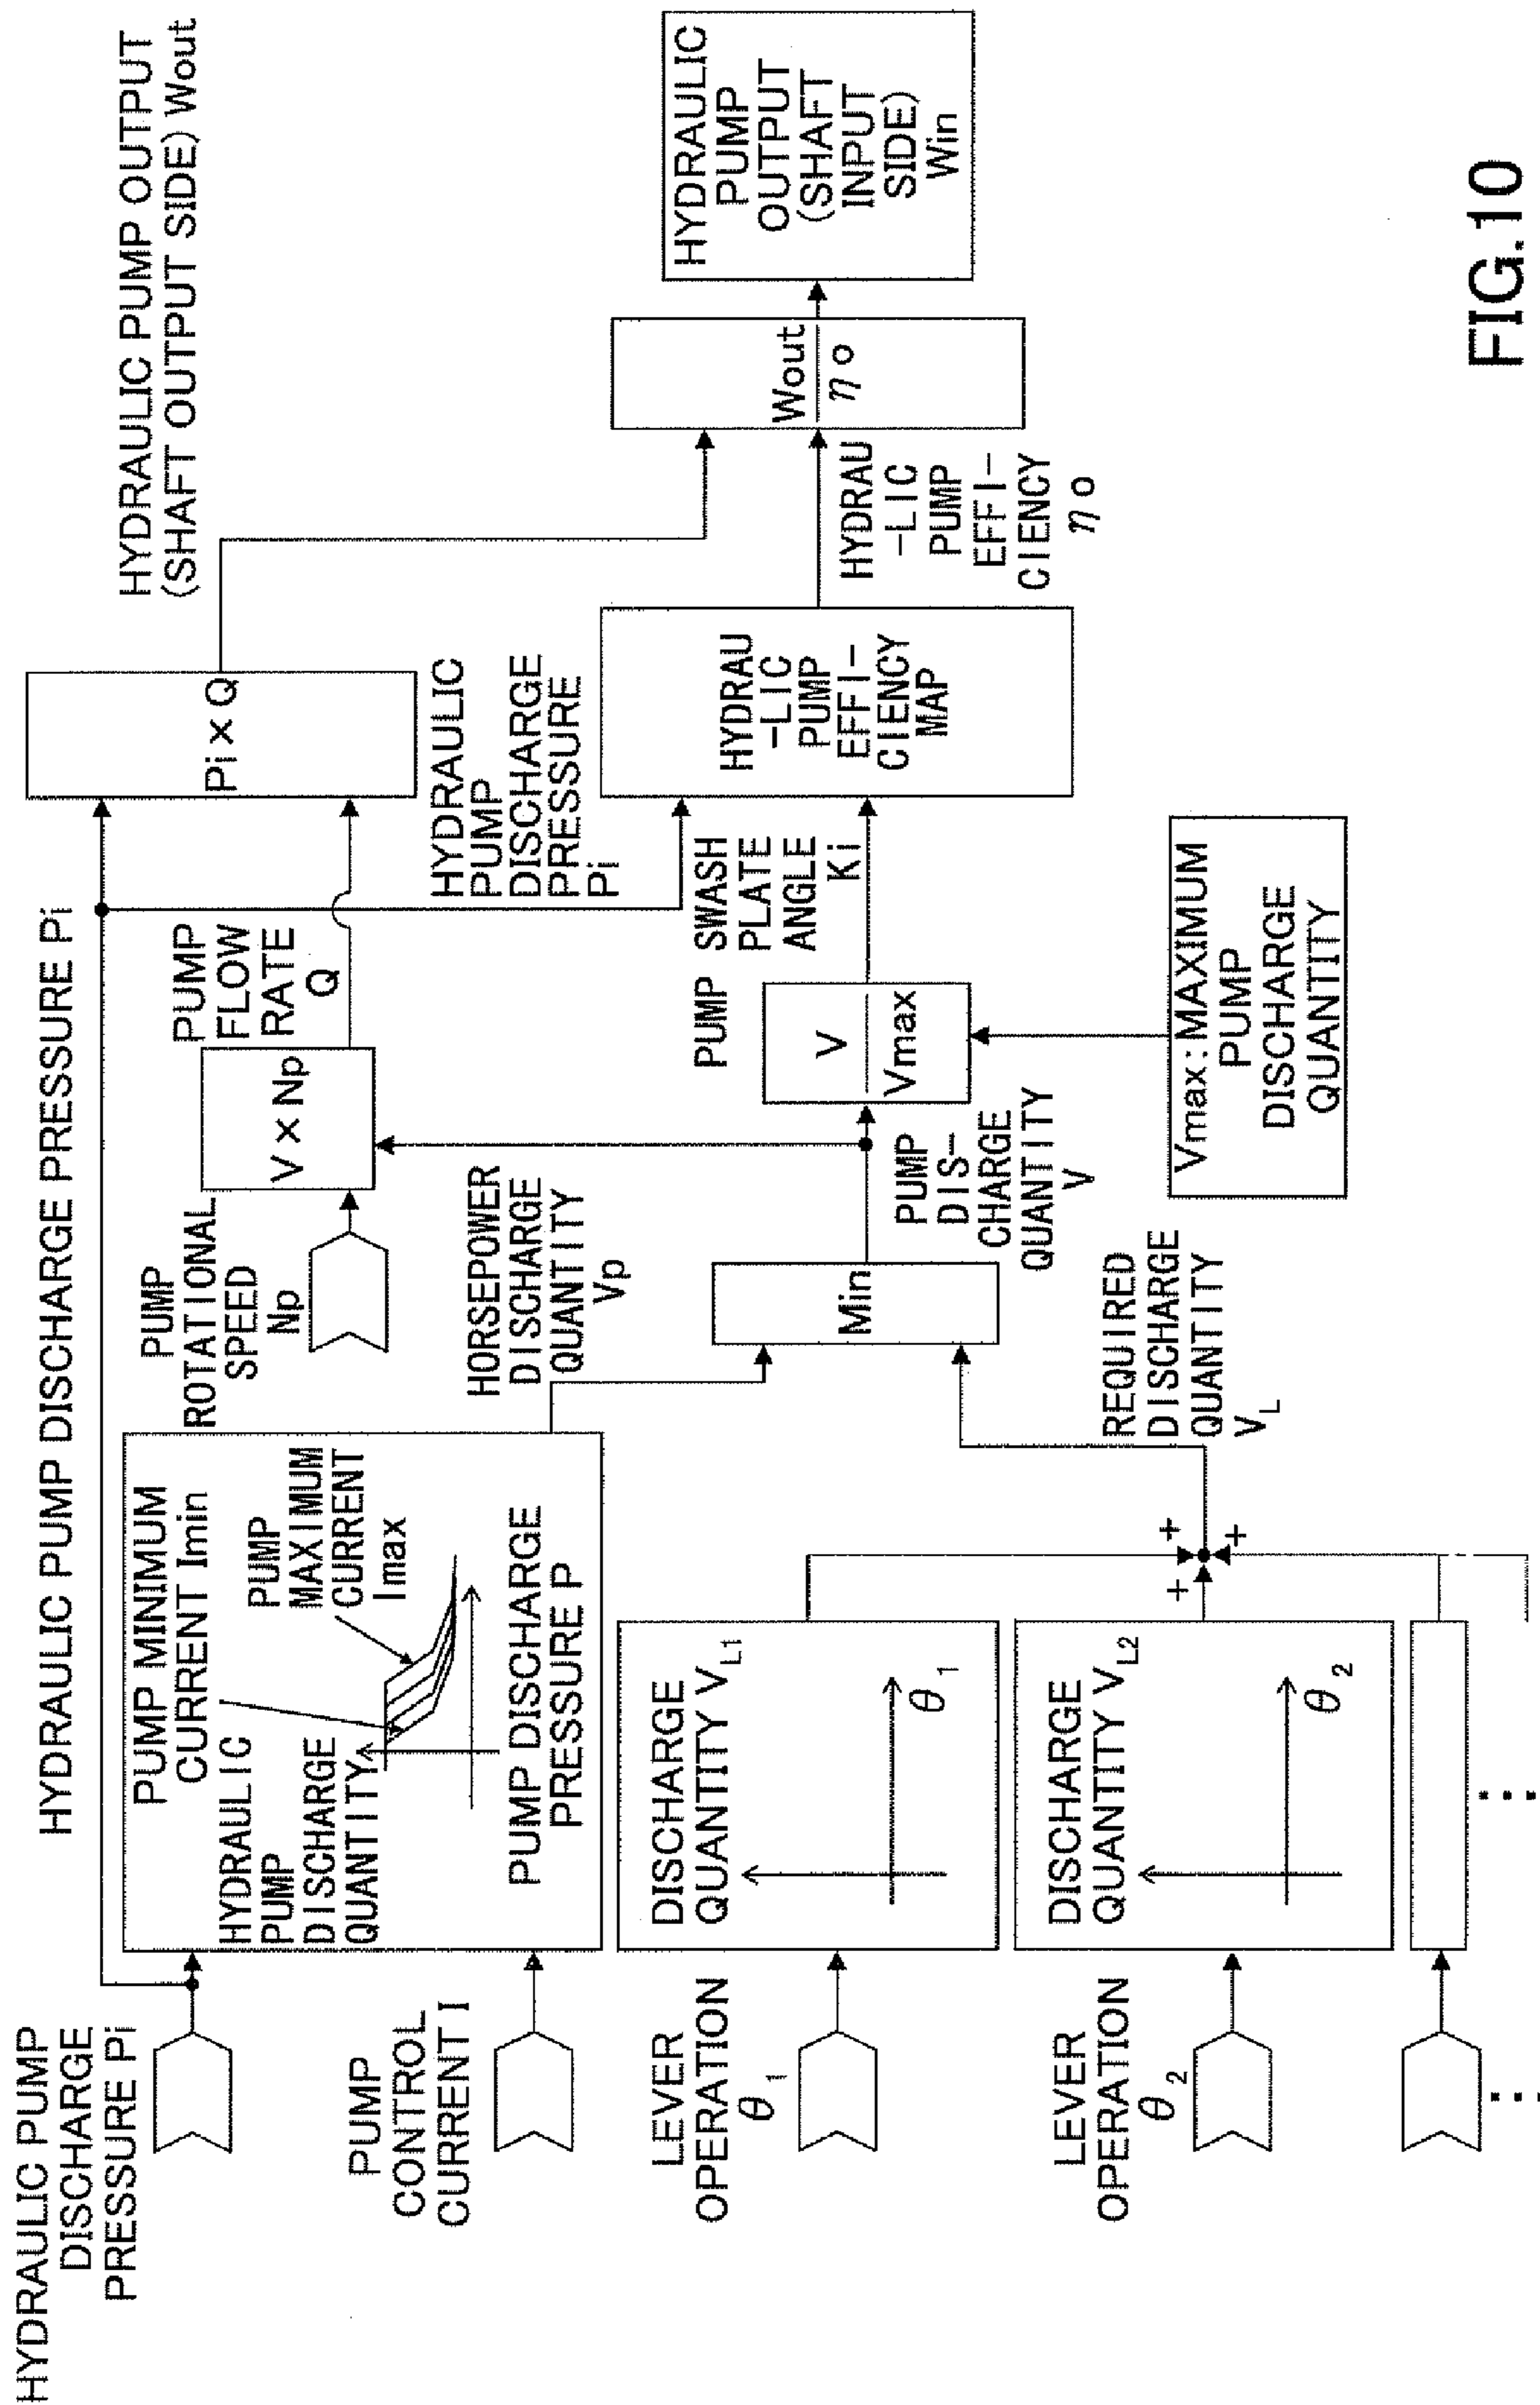 HYDRAULIC PUMP
DISCHARGE
PRESSURE Pi
HYDRAULIC PUMP DISCHARGE PRESSURE Pi
PUMP MINIMUM
CURRENT Imin
HYDRAULIC
PUMP
DISCHARGE
QUANTITY
PUMP
MAXIMUM
CURRENT
Imax
PUMP DISCHARGE
PRESSURE P
PUMP
CONTROL
CURRENT I
LEVER
OPERATION
θ1
DISCHARGE
QUANTITY VL1
θ1
LEVER
OPERATION
θ2
DISCHARGE
QUANTITY VL2
θ2
+
+
+
REQUIRED
DISCHARGE
QUANTITY
VL
HORSEPOWER
DISCHARGE
QUANTITY
Vp
Min
PUMP
DIS-
CHARGE
QUANTITY
V
PUMP
ROTATIONAL
SPEED
Np
V × Np
PUMP
FLOW
RATE
Q
V
Vmax
Vmax:MAXIMUM
PUMP
DISCHARGE
QUANTITY
PUMP SWASH
PLATE
ANGLE
Ki
HYDRAULIC
PUMP
DISCHARGE
PRESSURE
Pi
Pi × Q
HYDRAU
-LIC
PUMP
EFFI-
CIENCY
MAP
HYDRAULIC PUMP OUTPUT
(SHAFT OUTPUT SIDE) Wout
HYDRAU
-LIC
PUMP
EFFI-
CIENCY
ηo
Wout
ηo
HYDRAULIC
PUMP
OUTPUT
(SHAFT
INPUT
SIDE)
Win
FIG.10